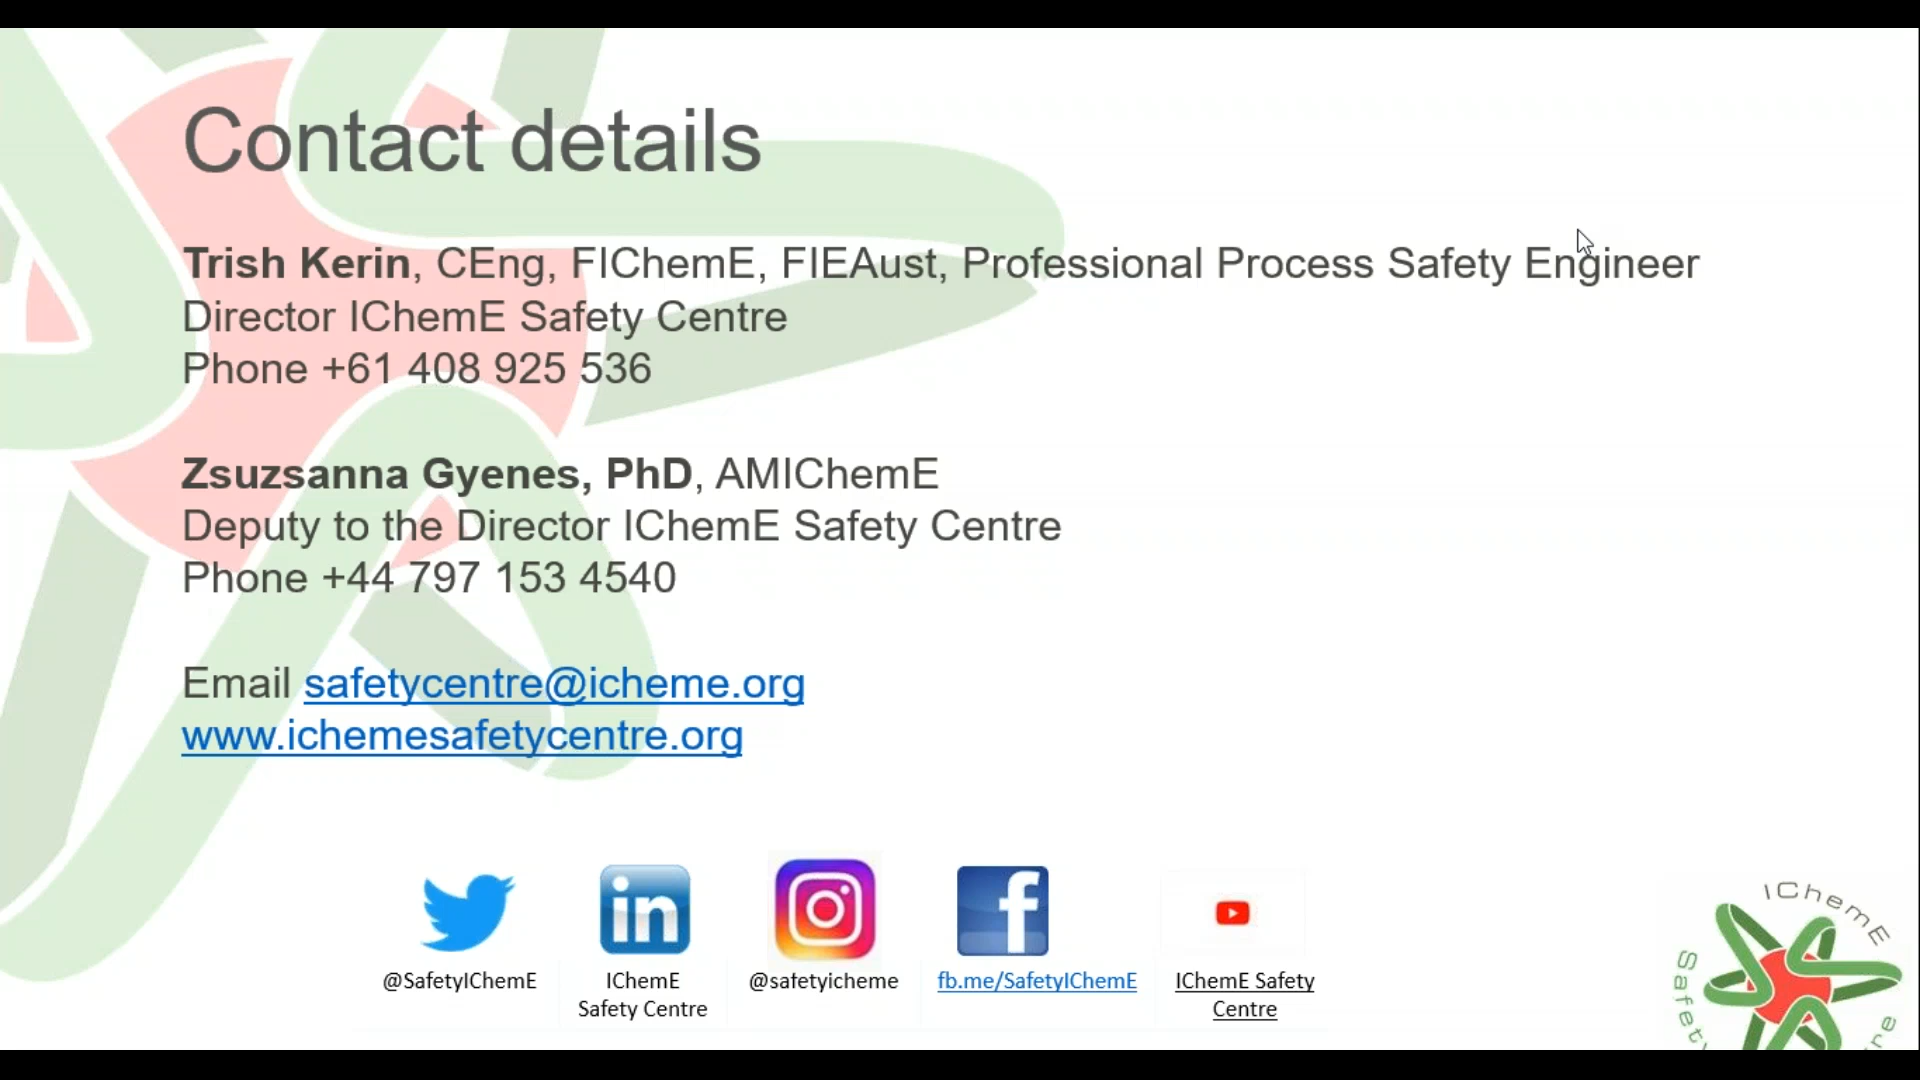 Contact details
Trish Kerin, CEng, FIChemE, FIEAust, Professional Process Safety Engineer
Director IChemE Safety Centre
Phone +61 408 925 536
Zsuzsanna Gyenes, PhD, AMIChemE
Deputy to the Director IChemE Safety Centre
Phone +44 797 153 4540
Email safetycentre@icheme.org
www.ichemesafetycentre.org
in
f
@SafetyIChemE
IChemE
Safety Centre
@safetyicheme
fb.me/SafetyIChemE
IChemE Safety
Centre
IChemE
Safety